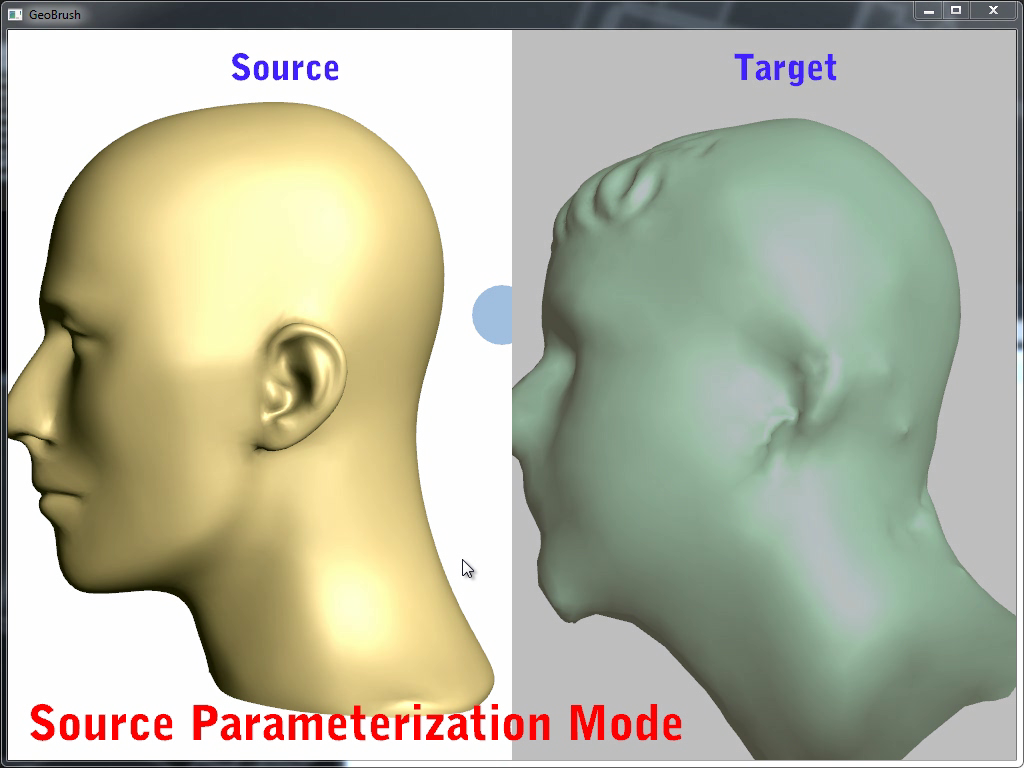 GeoBrush
Source
Target
Source Parameterization Mode